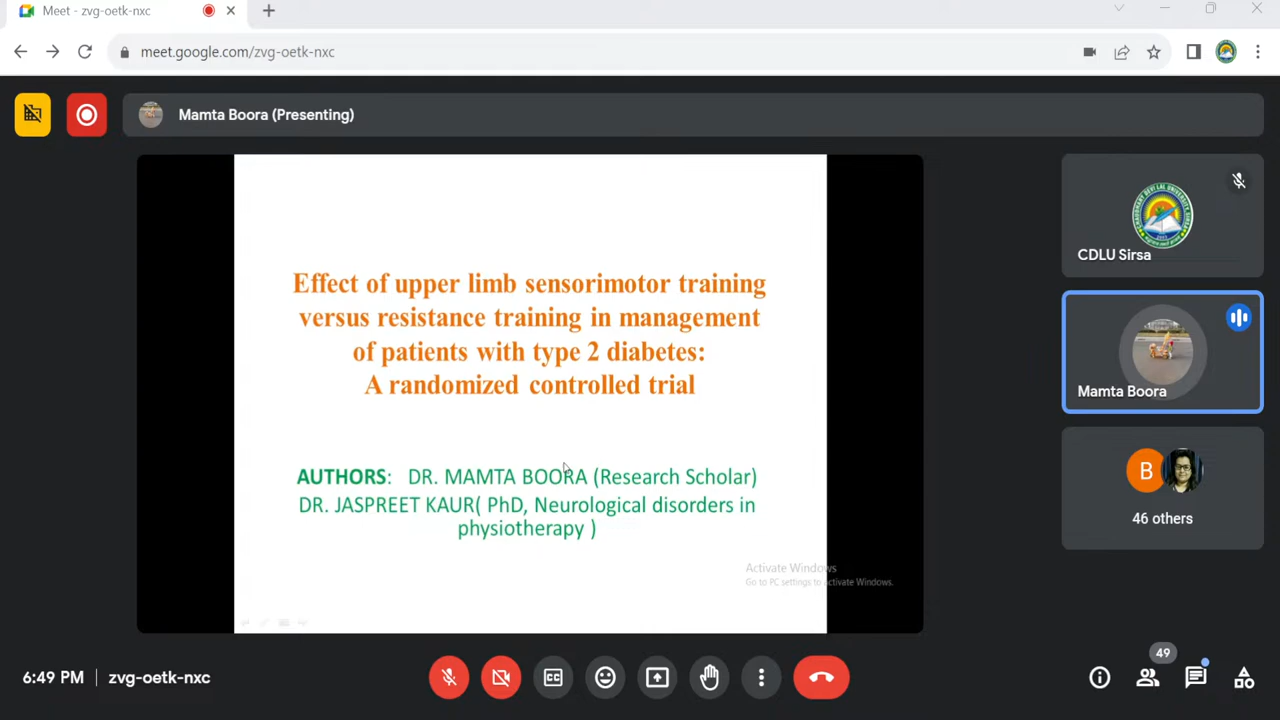 Meet - zvg-oetk-nxc
meet.google.com/zvg-oetk-nxc
Mamta Boora (Presenting)
Effect of upper limb sensorimotor training
versus resistance training in management
of patients with type 2 diabetes:
A randomized controlled trial
AUTHORS: DR. MAMTA BOORA (Research Scholar)
DR. JASPREET KAUR( PhD, Neurological disorders in
physiotherapy )
Activate Windows
Go to PC settings to activate Windows.
CDLU Sirsa
Mamta Boora
B
46 others
6:49 PM | zvg-oetk-nxc
CC
49